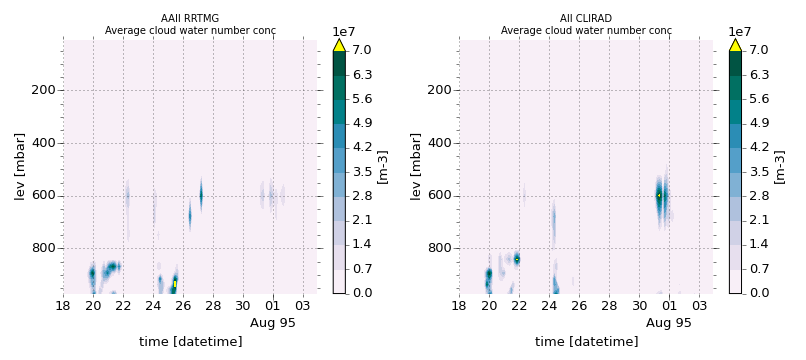 AAII RRTMG
Average cloud water number conc
1e7
7.0
6.3
5.6
4.9
4.2
3.5
2.8
2.1
1.4
0.7
0.0
[m-3]
200
400
600
800
lev [mbar]
18 20 22 24 26 28 30 01 03
Aug 95
time [datetime]
AII CLIRAD
Average cloud water number conc
1e7
7.0
6.3
5.6
4.9
4.2
3.5
2.8
2.1
1.4
0.7
0.0
[m-3]
200
400
600
800
lev [mbar]
18 20 22 24 26 28 30 01 03
Aug 95
time [datetime]